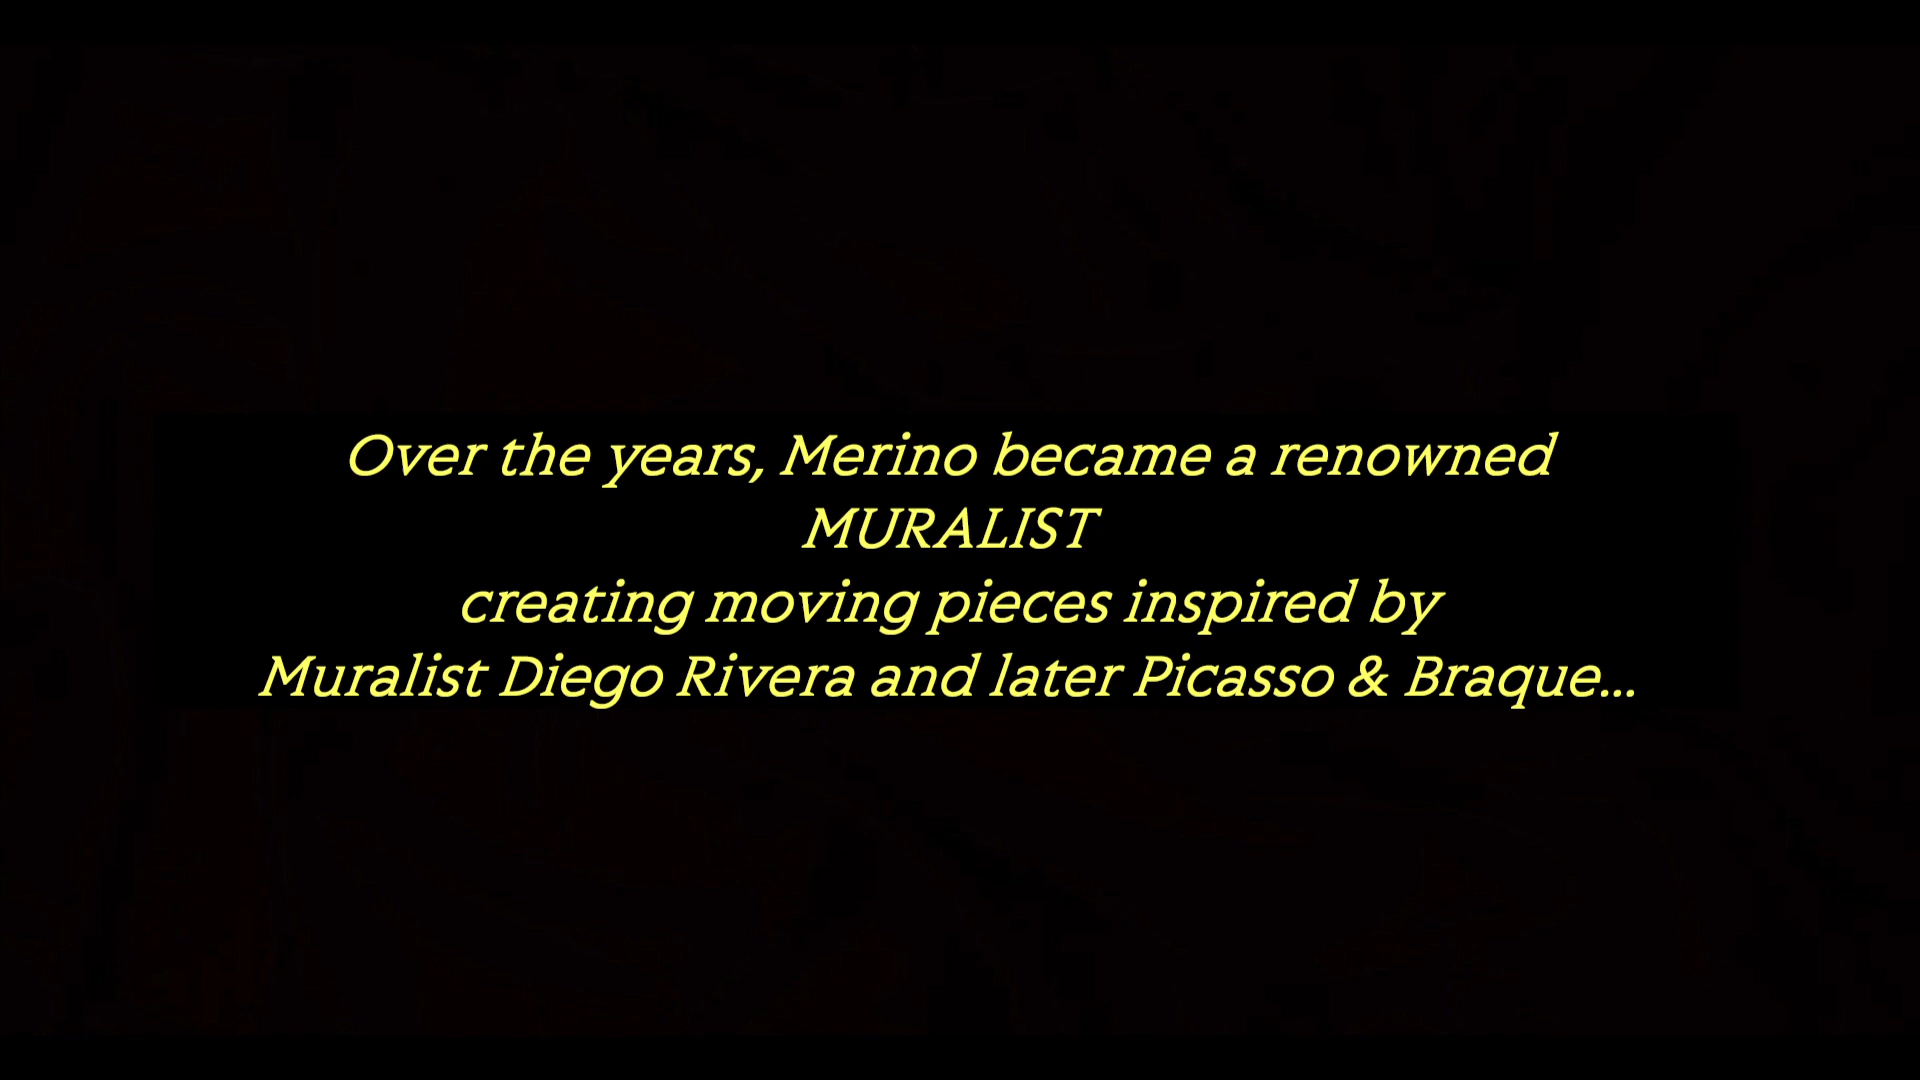 Over the years, Merino became a renowned
MURALIST
creating moving pieces inspired by
Muralist Diego Rivera and later Picasso & Braque...